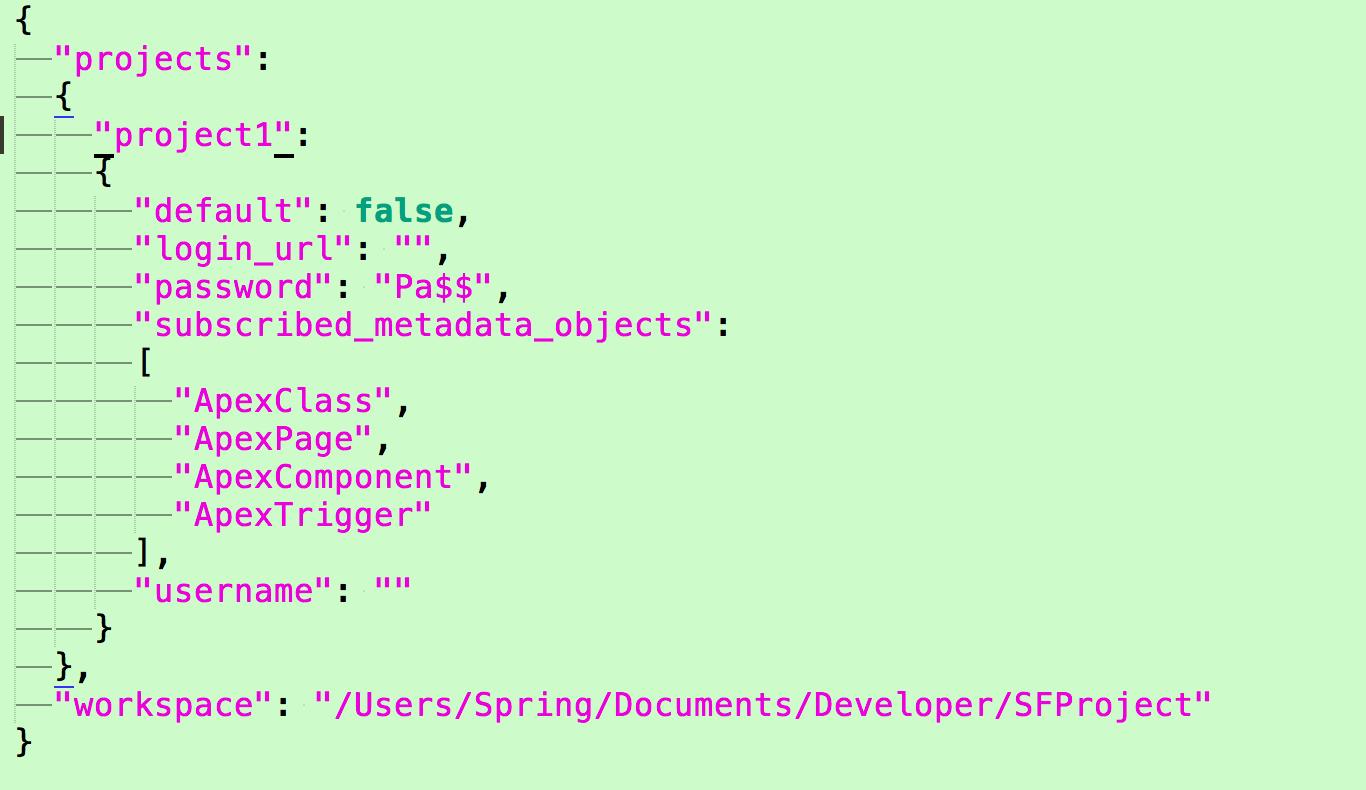 {
"projects":
{
"project1":
{
"default": false,
"login_url": "",
"password": "Pa$$",
"subscribed_metadata_objects":
[
"ApexClass",
"ApexPage",
"ApexComponent",
"ApexTrigger"
],
"username": ""
}
},
"workspace": "/Users/Spring/Documents/Developer/SFProject"
}